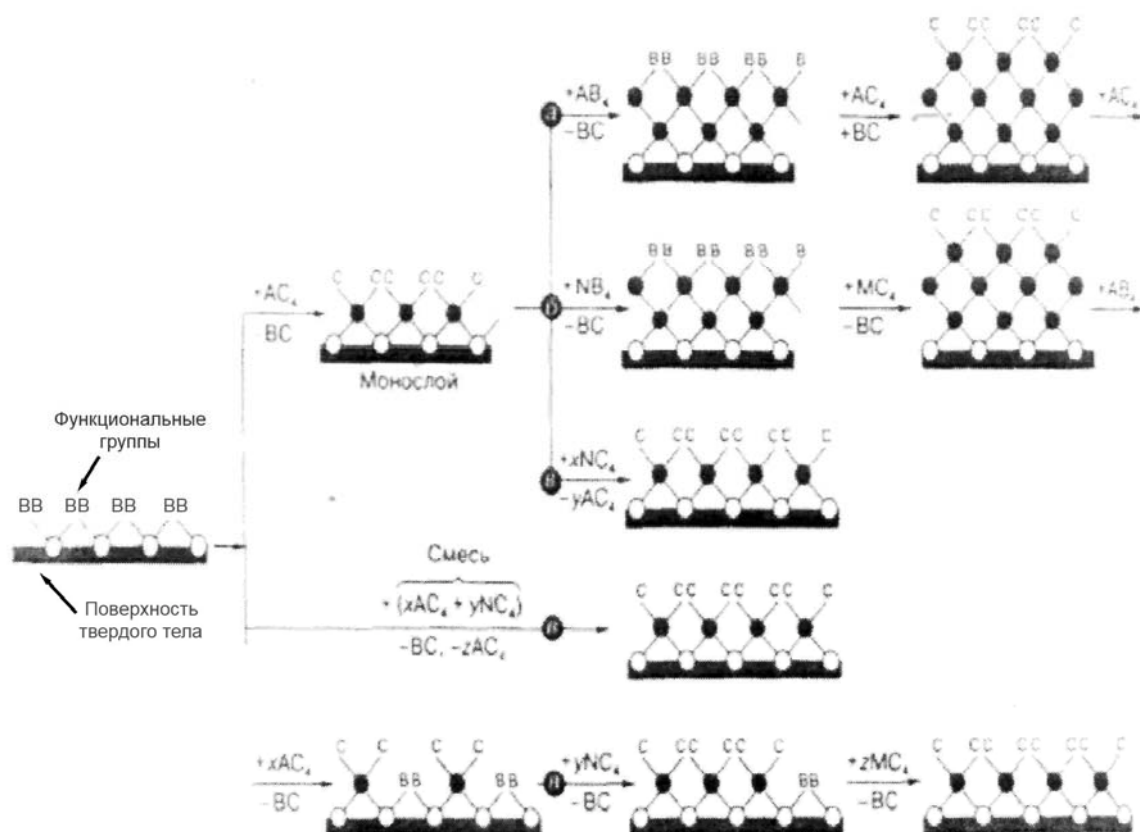 C CC CC C
BB BB BB B
+AB₄
−BC
+AC₄
+BC
+AC₄
C CC CC C
BB BB BB B
C CC CC C
+AC₄
BC
+NB₄
−BC
+MC₄
−BC
+AB₄
Монослой
Функциональные
группы
C CC CC CC C
+xNC₄
−yAC₄
BB BB BB BB
Смесь
+ (xAC₄ + yNC₄)
−BC, −zAC₄
C CC CC CC C
Поверхность
твердого тела
+xAC₄
−BC
C C C C
BB BB
+yNC₄
−BC
C CC CC C
BB
+zMC₄
−BC
C CC CC CC C